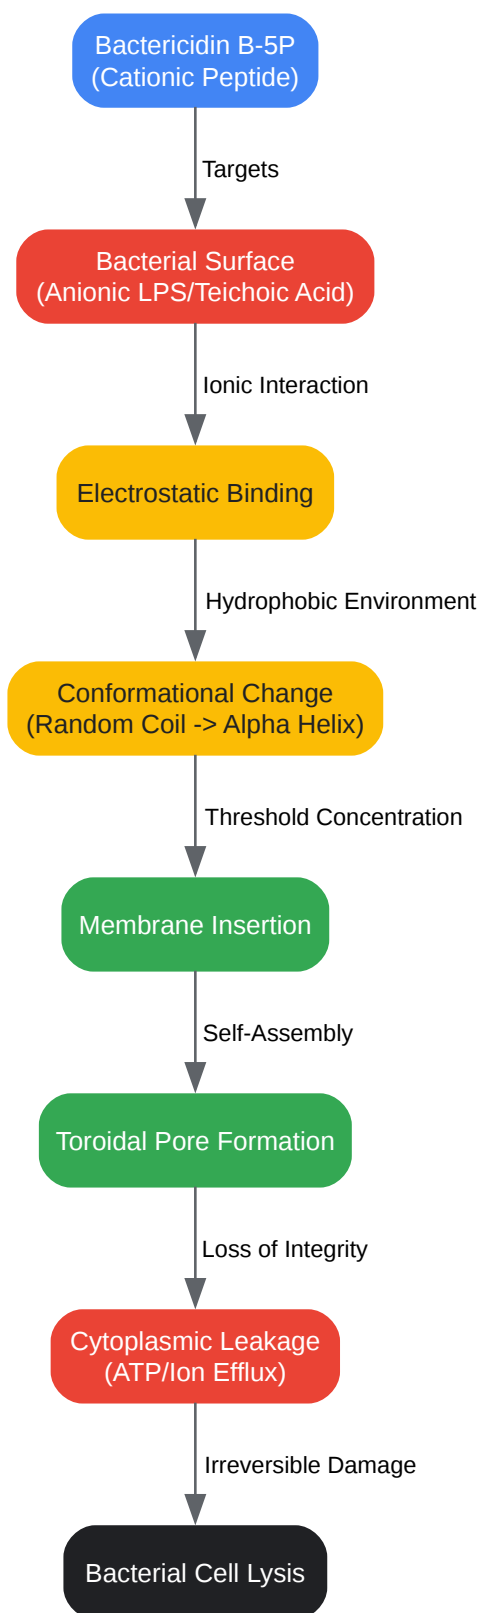 Bactericidin B-5P
(Cationic Peptide)
Targets
Bacterial Surface
(Anionic LPS/Teichoic Acid)
Ionic Interaction
Electrostatic Binding
Hydrophobic Environment
Conformational Change
(Random Coil -> Alpha Helix)
Threshold Concentration
Membrane Insertion
Self-Assembly
Toroidal Pore Formation
Loss of Integrity
Cytoplasmic Leakage
(ATP/Ion Efflux)
Irreversible Damage
Bacterial Cell Lysis